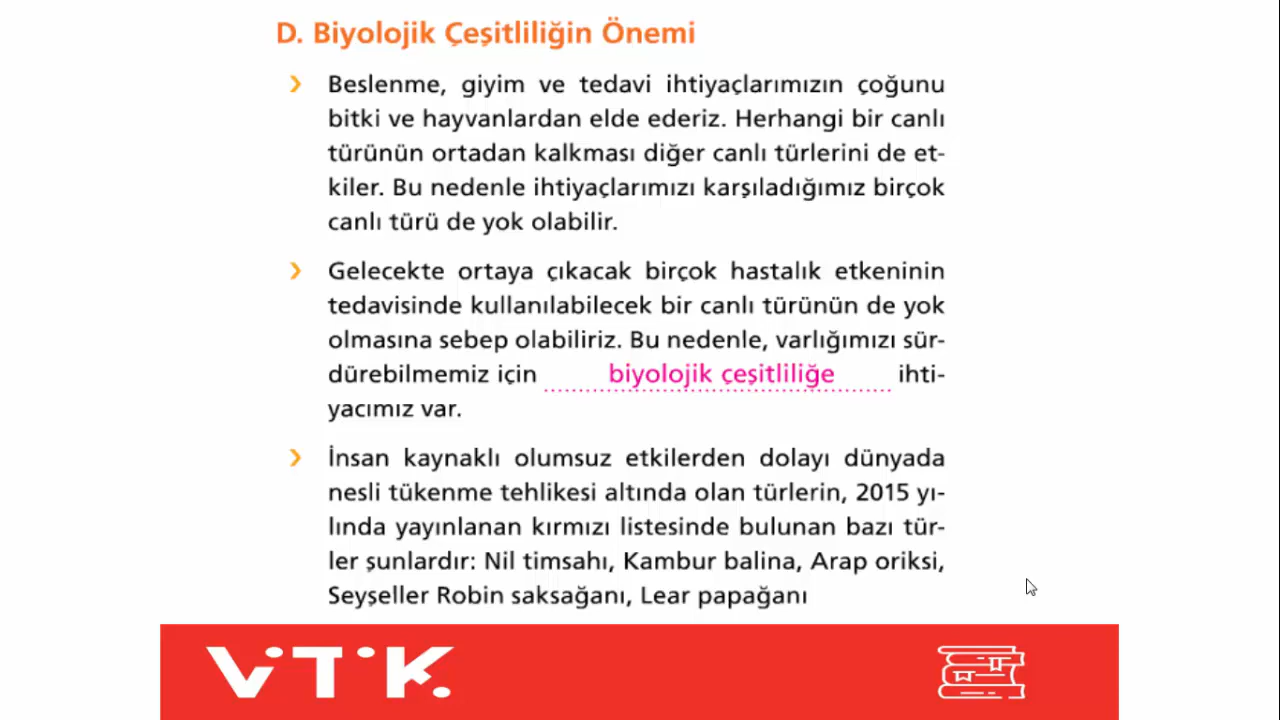 D. Biyolojik Çeşitliliğin Önemi
Beslenme, giyim ve tedavi ihtiyaçlarımızın çoğunu
bitki ve hayvanlardan elde ederiz. Herhangi bir canlı
türünün ortadan kalkması diğer canlı türlerini de et-
kiler. Bu nedenle ihtiyaçlarımızı karşıladığımız birçok
canlı türü de yok olabilir.
Gelecekte ortaya çıkacak birçok hastalık etkeninin
tedavisinde kullanılabilecek bir canlı türünün de yok
olmasına sebep olabiliriz. Bu nedenle, varlığımızı sür-
dürebilmemiz için biyolojik çeşitliliğe ihti-
yacımız var.
İnsan kaynaklı olumsuz etkilerden dolayı dünyada
nesli tükenme tehlikesi altında olan türlerin, 2015 yı-
lında yayınlanan kırmızı listesinde bulunan bazı tür-
ler şunlardır: Nil timsahı, Kambur balina, Arap oriksi,
Seyşeller Robin saksağanı, Lear papağanı
VİTİK.